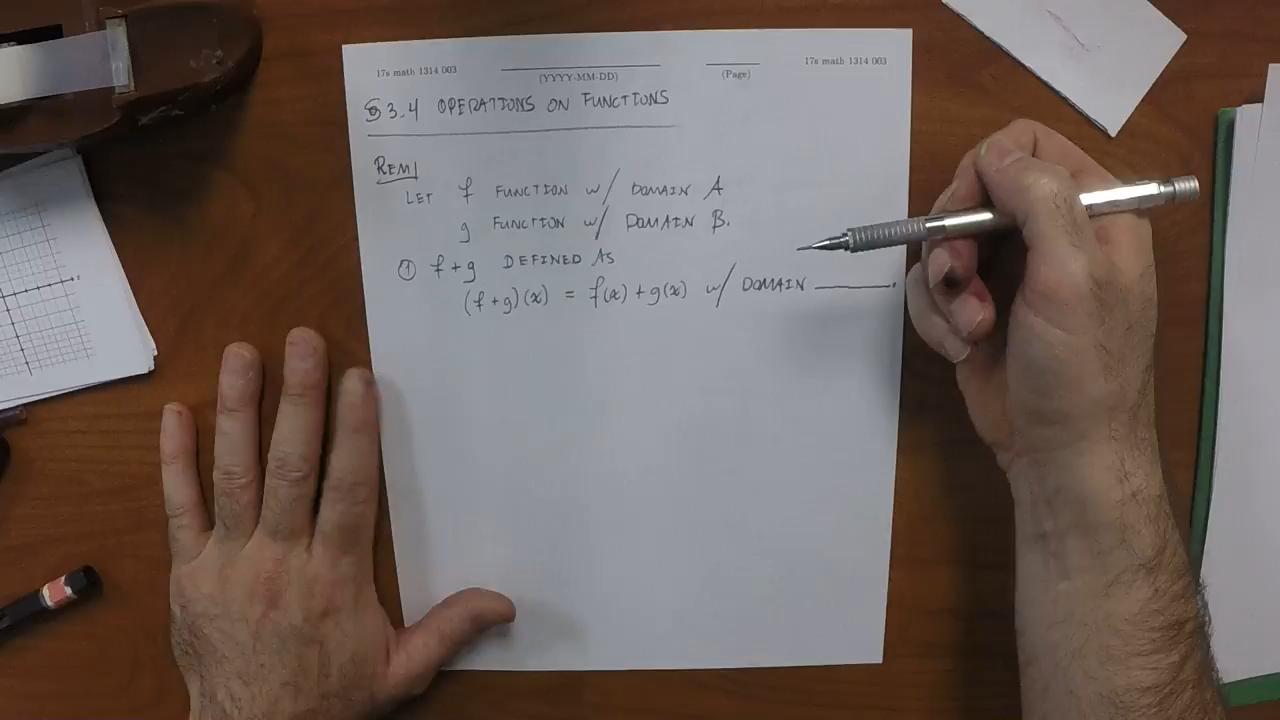 17s math 1314 003
(YYYY-MM-DD)
(Page)
17s math 1314 003
§ 3.4 OPERATIONS ON FUNCTIONS
REM
LET f FUNCTION W/ DOMAIN A
g FUNCTION W/ DOMAIN B.
① f+g DEFINED AS
(f+g)(x) = f(x) + g(x) W/ DOMAIN ______.